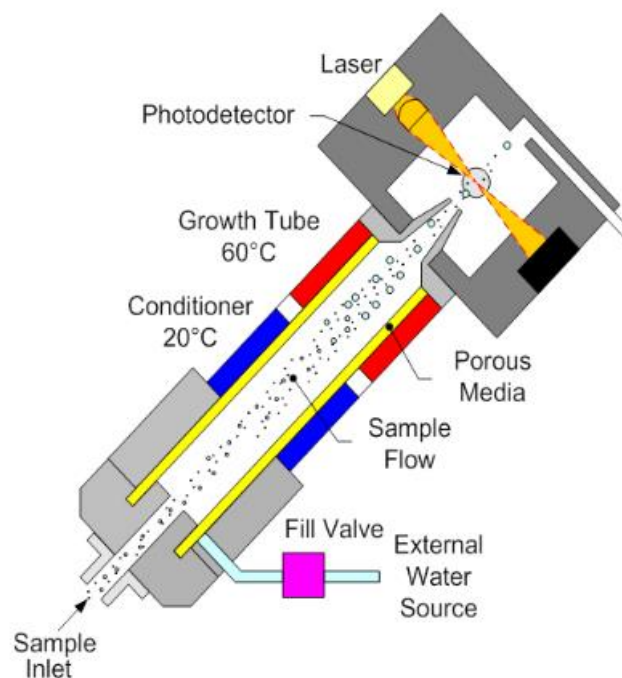 Laser
Photodetector
Growth Tube
60°C
Conditioner
20°C
Porous
Media
Sample
Flow
Fill Valve
External
Water
Source
Sample
Inlet